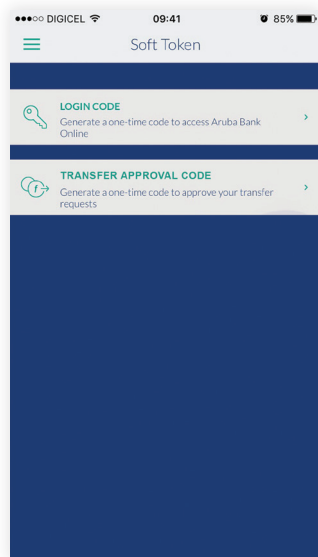 DIGICEL 09:41 85%
Soft Token
LOGIN CODE
Generate a one-time code to access Aruba Bank
Online
TRANSFER APPROVAL CODE
Generate a one-time code to approve your transfer
requests